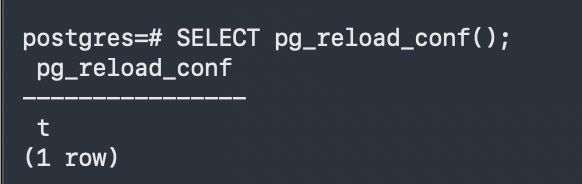 postgres=# SELECT pg_reload_conf();
 pg_reload_conf
----------------
 t
(1 row)